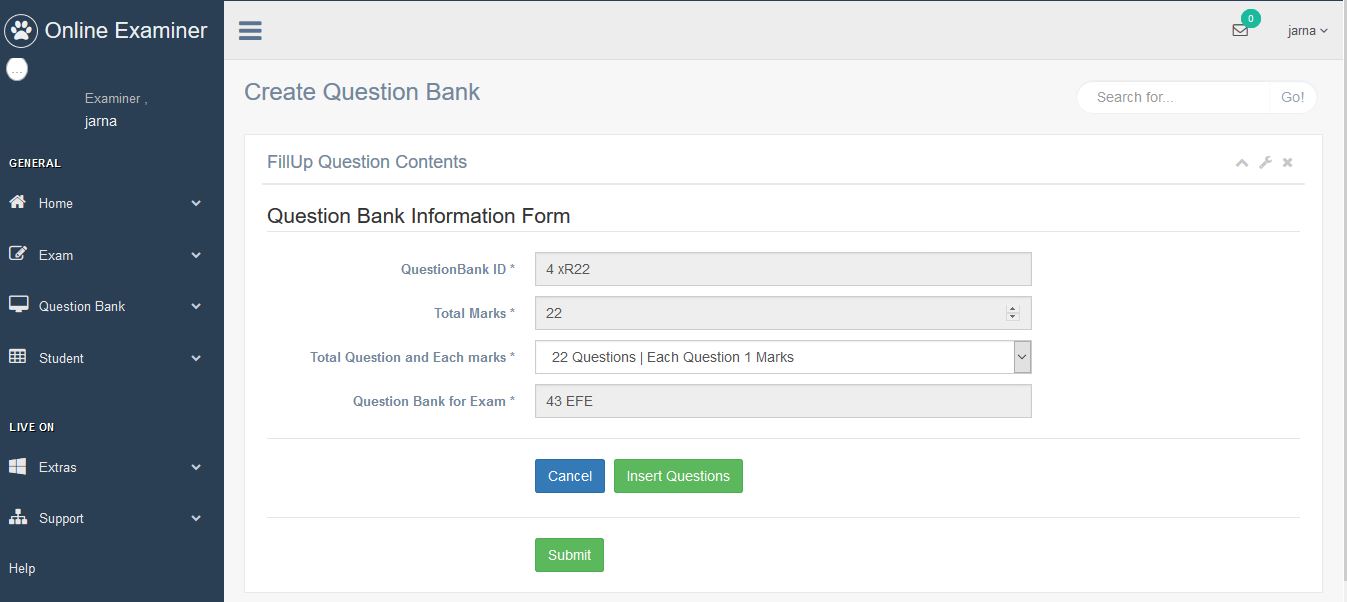 Online Examiner
0
jarna
...
Examiner ,
jarna
GENERAL
Home
Exam
Question Bank
Student
LIVE ON
Extras
Support
Help
Create Question Bank
Search for...
Go!
FillUp Question Contents
Question Bank Information Form
QuestionBank ID * 4 xR22
Total Marks * 22
Total Question and Each marks * 22 Questions | Each Question 1 Marks
Question Bank for Exam * 43 EFE
Cancel Insert Questions
Submit